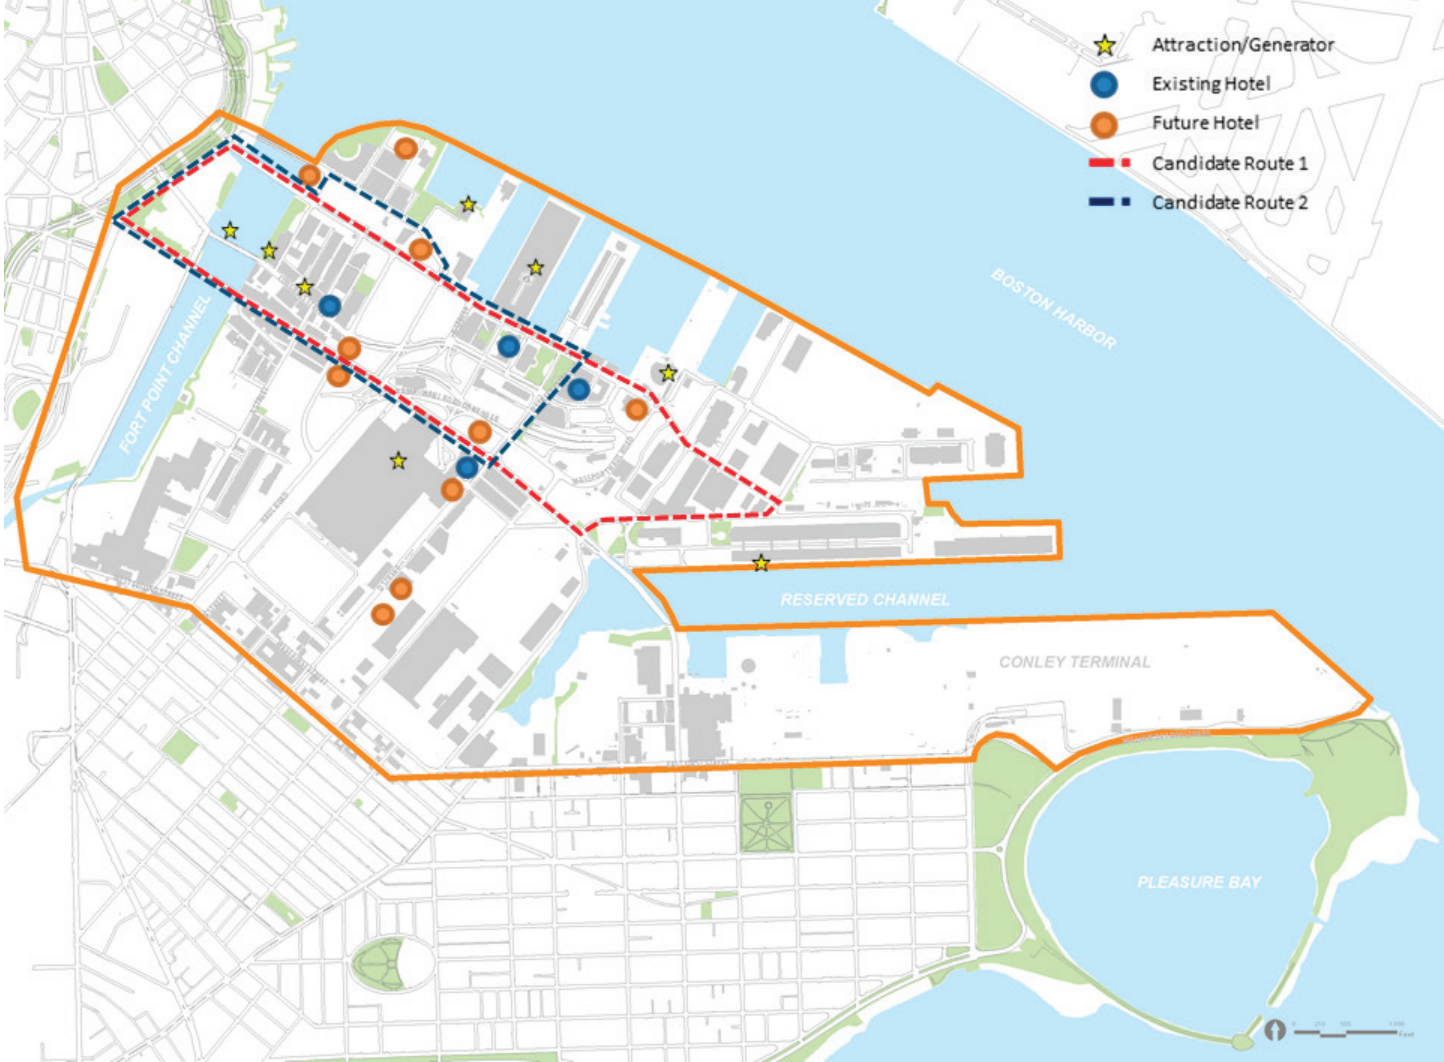 Attraction/Generator
Existing Hotel
Future Hotel
Candidate Route 1
Candidate Route 2
BOSTON HARBOR
FORT POINT CHANNEL
RESERVED CHANNEL
CONLEY TERMINAL
PLEASURE BAY
Feet